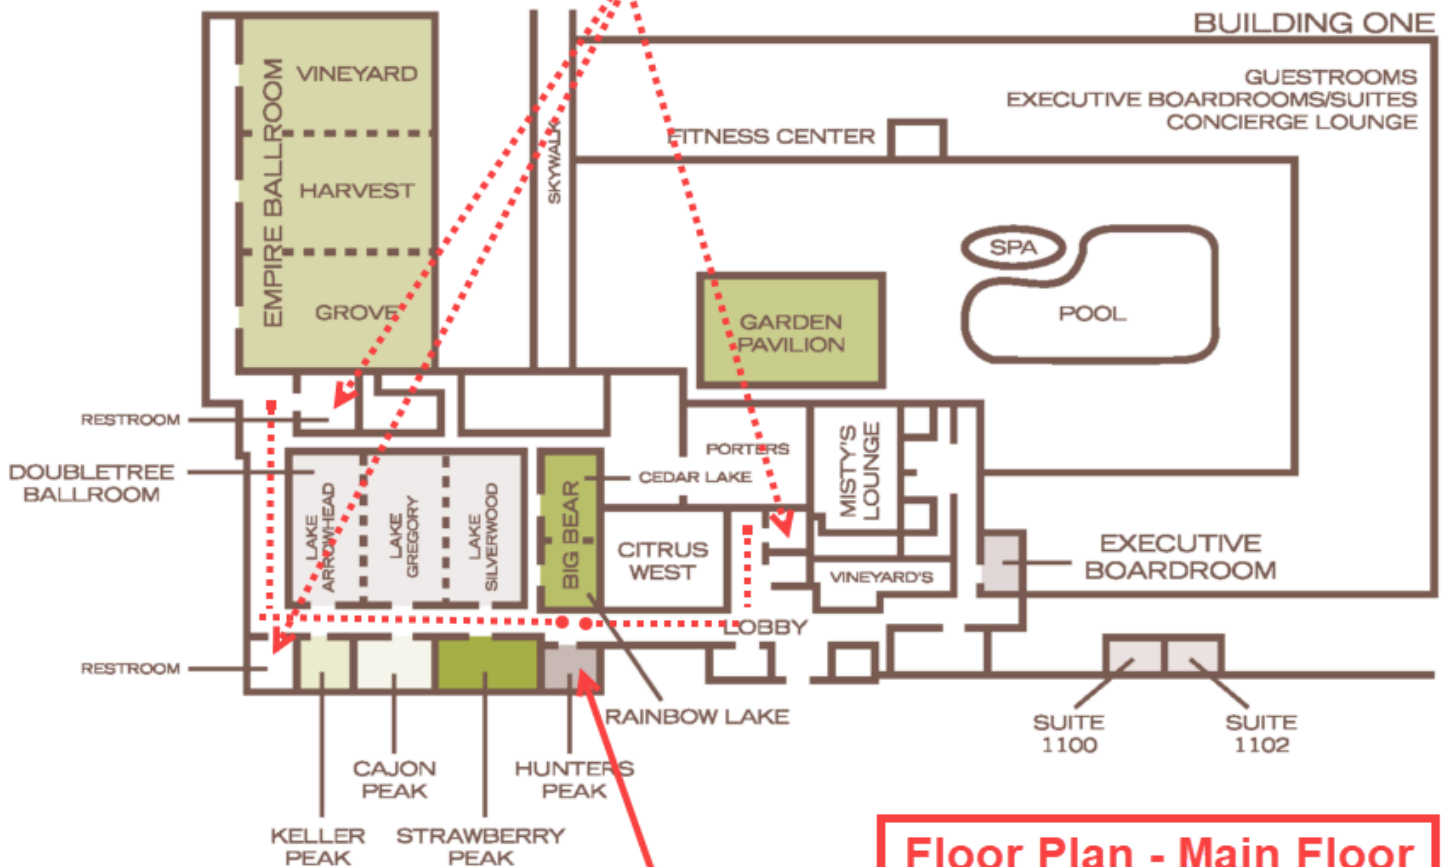 BUILDING ONE
GUESTROOMS
EXECUTIVE BOARDROOMS/SUITES
CONCIERGE LOUNGE
VINEYARD
EMPIRE BALLROOM
HARVEST
GROVE
SKYWALK
FITNESS CENTER
SPA
POOL
GARDEN
PAVILION
RESTROOM
DOUBLETREE
BALLROOM
LAKE
ARROWHEAD
LAKE
GREGORY
LAKE
SILVERWOOD
BIG BEAR
CEDAR LAKE
PORTERS
MISTY'S
LOUNGE
CITRUS
WEST
VINEYARD'S
EXECUTIVE
BOARDROOM
LOBBY
RESTROOM
RAINBOW LAKE
SUITE
1100
SUITE
1102
CAJON
PEAK
HUNTERS
PEAK
KELLER
PEAK
STRAWBERRY
PEAK
Floor Plan - Main Floor